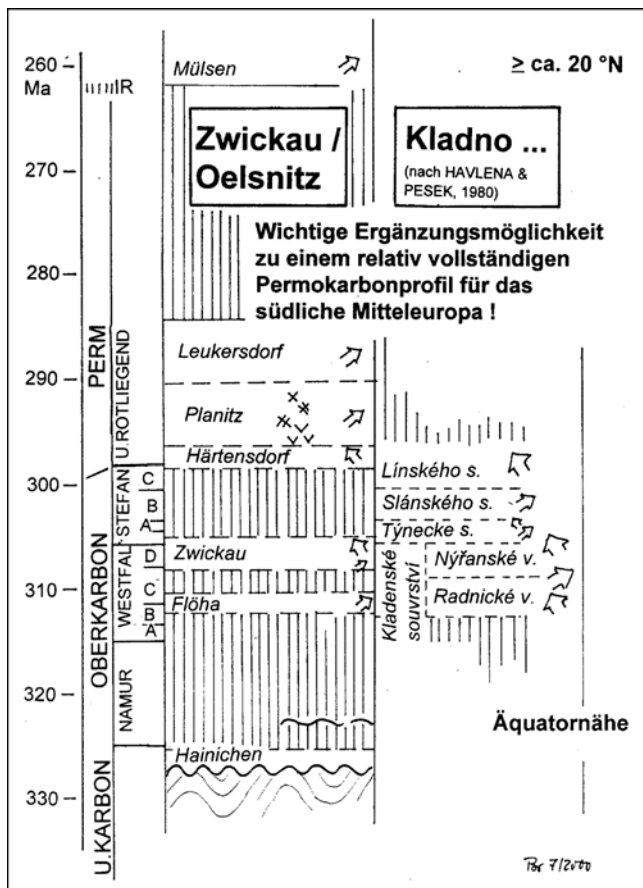 260
Ma
IR
Mülsen
≥ ca. 20 °N
Zwickau /
Oelsnitz
Kladno ...
(nach HAVLENA &
PESEK, 1980)
270
Wichtige Ergänzungsmöglichkeit
zu einem relativ vollständigen
Permokarbonprofil für das
südliche Mitteleuropa !
280
PERM
U.ROTLIEGEND
Leukersdorf
290
Planitz
Härtensdorf
Línského s.
300
STEFAN
C
B
A
Slánského s.
Týnecke s.
OBERKARBON
WESTFAL
D
C
B
A
Zwickau
Kladenské
souvrství
Nýřanské v.
310
Flöha
Radnické v.
320
NAMUR
Äquatornähe
Hainichen
330
U.KARBON
7/2000